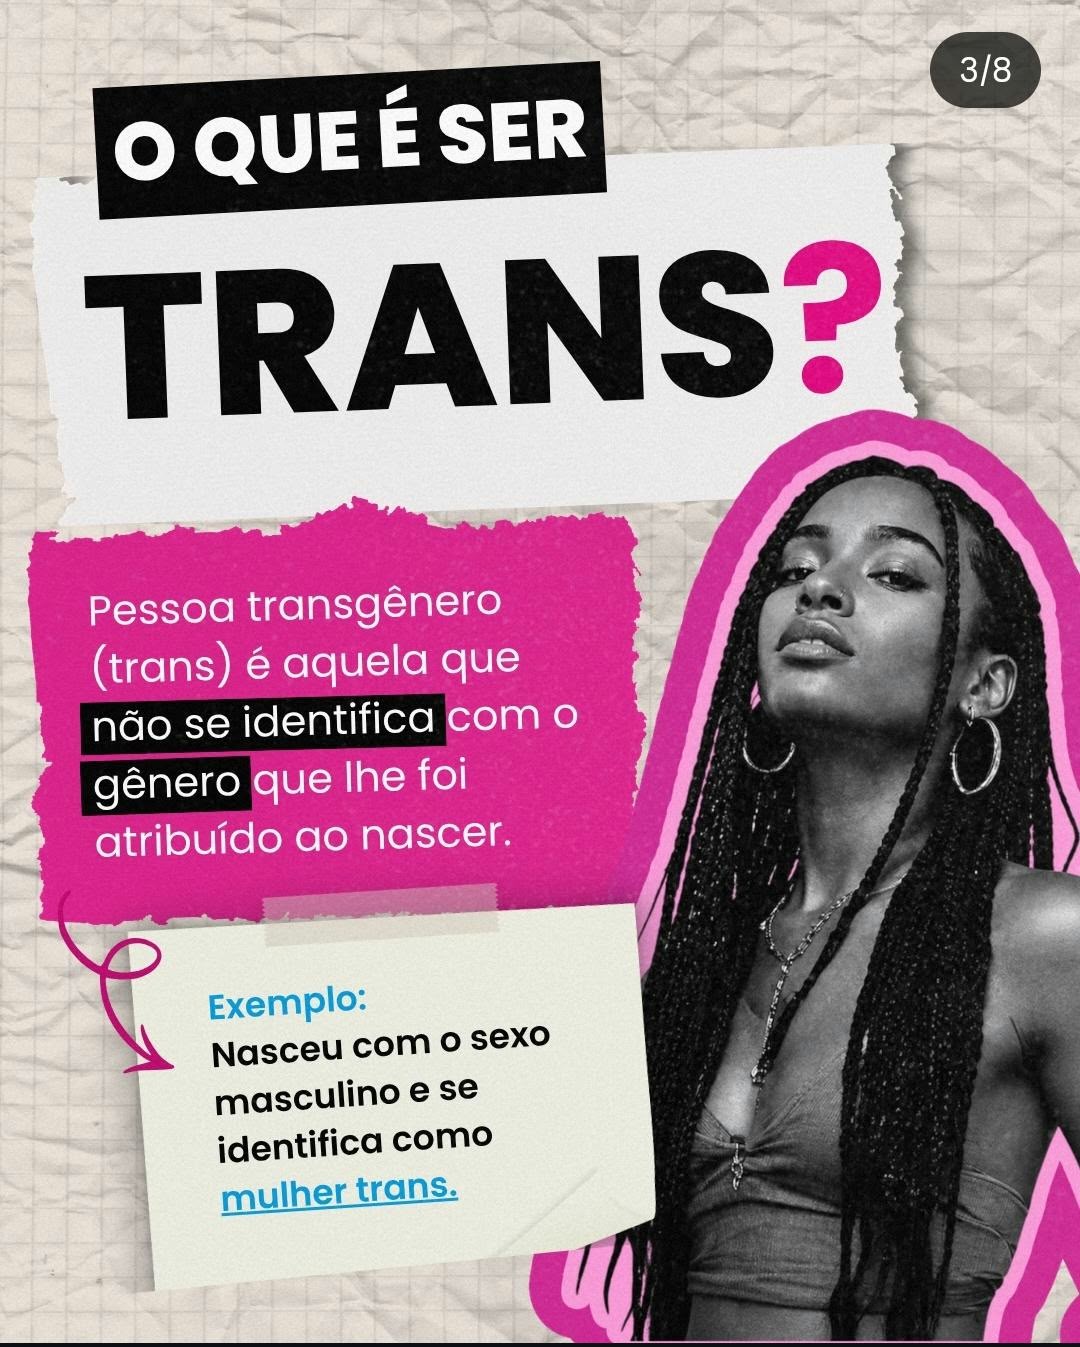 3/8
O QUE É SER
TRANS?
Pessoa transgênero
(trans) é aquela que
não se identifica com o
gênero que lhe foi
atribuído ao nascer.
Exemplo:
Nasceu com o sexo
masculino e se
identifica como
mulher trans.